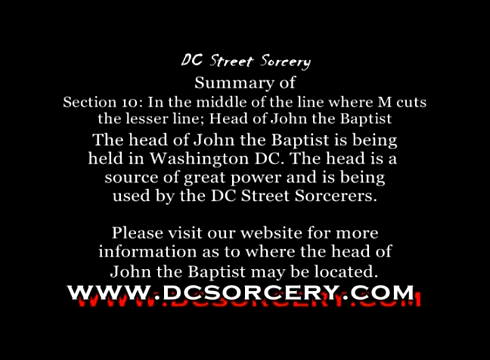 DC Street Sorcery
Summary of
Section 10: In the middle of the line where M cuts
the lesser line; Head of John the Baptist
The head of John the Baptist is being
held in Washington DC. The head is a
source of great power and is being
used by the DC Street Sorcerers.
Please visit our website for more
information as to where the head of
John the Baptist may be located.
WWW.DCSORCERY.COM